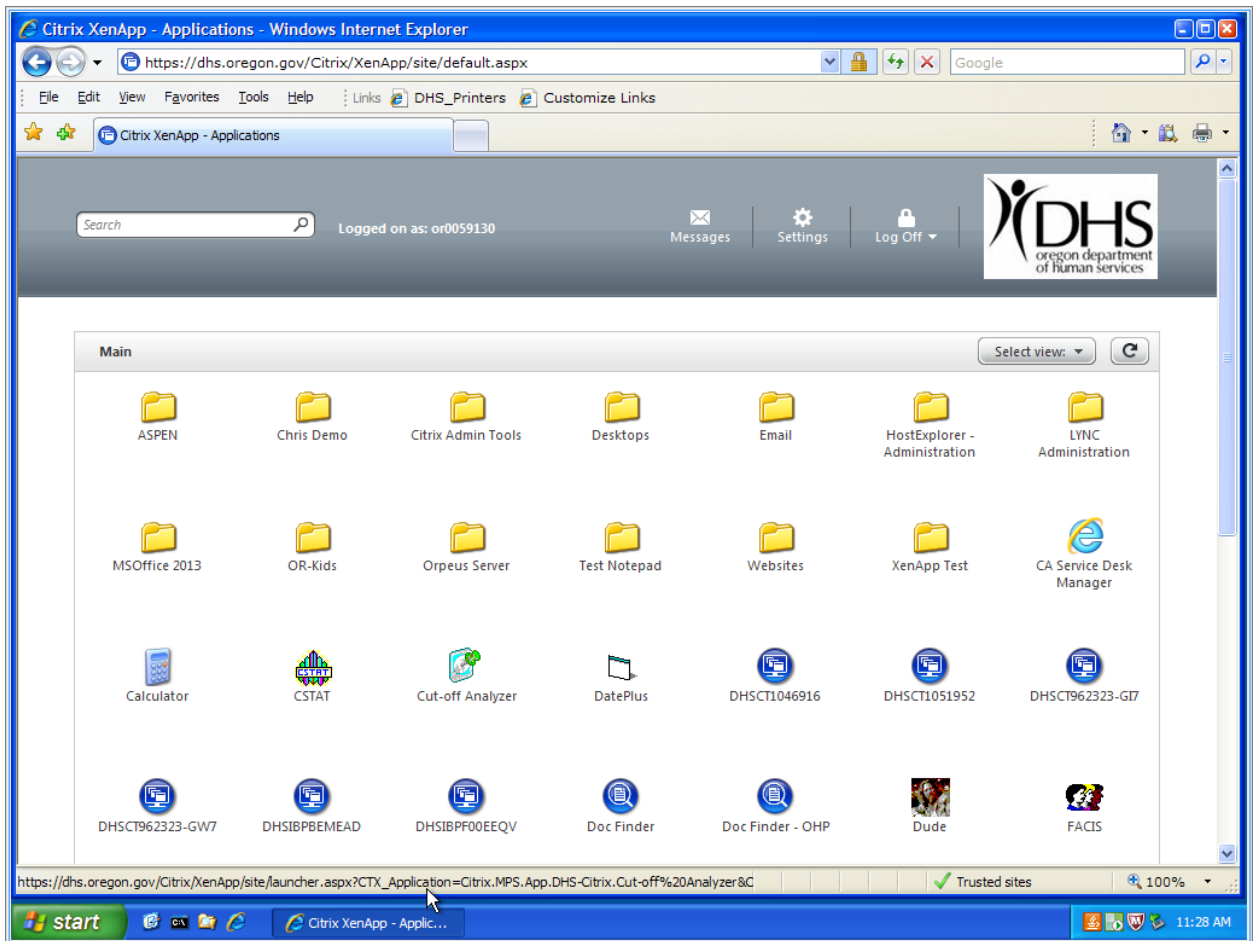 Citrix XenApp - Applications - Windows Internet Explorer
https://dhs.oregon.gov/Citrix/XenApp/site/default.aspx
Google
File Edit View Favorites Tools Help Links DHS_Printers Customize Links
Citrix XenApp - Applications
Search
Logged on as: or0059130
Messages
Settings
Log Off
DHS
oregon department
of human services
Main
Select view:
ASPEN
Chris Demo
Citrix Admin Tools
Desktops
Email
HostExplorer -
Administration
LYNC
Administration
MSOffice 2013
OR-Kids
Orpeus Server
Test Notepad
Websites
XenApp Test
CA Service Desk
Manager
Calculator
CSTAT
CSTAT
Cut-off Analyzer
DatePlus
DHSCT1046916
DHSCT1051952
DHSCT962323-GI7
DHSCT962323-GW7
DHSIBPBEMEAD
DHSIBPF00EEQV
Doc Finder
Doc Finder - OHP
Dude
FACIS
https://dhs.oregon.gov/Citrix/XenApp/site/launcher.aspx?CTX_Application=Citrix.MPS.App.DHS-Citrix.Cut-off%20Analyzer&C
Trusted sites
100%
start
Citrix XenApp - Applic...
11:28 AM